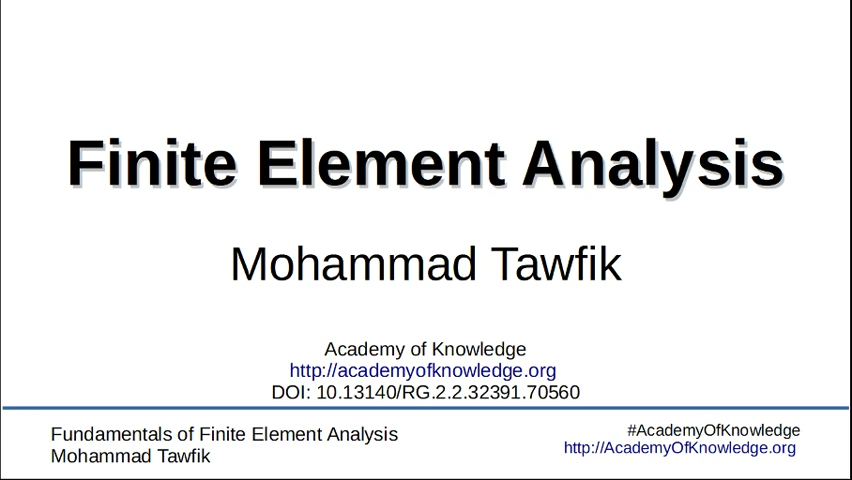 Finite Element Analysis
Mohammad Tawfik
Academy of Knowledge
http://academyofknowledge.org
DOI: 10.13140/RG.2.2.32391.70560
Fundamentals of Finite Element Analysis
Mohammad Tawfik
#AcademyOfKnowledge
http://AcademyOfKnowledge.org